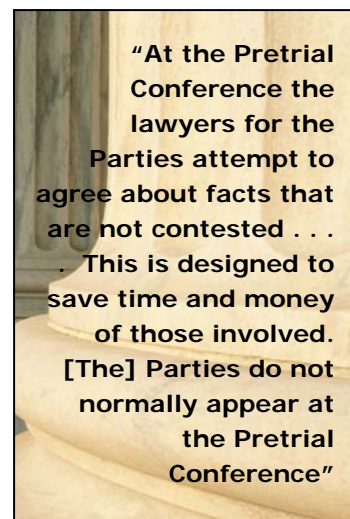 “At the Pretrial
Conference the
lawyers for the
Parties attempt to
agree about facts that
are not contested . . .
. This is designed to
save time and money
of those involved.
[The] Parties do not
normally appear at
the Pretrial
Conference”